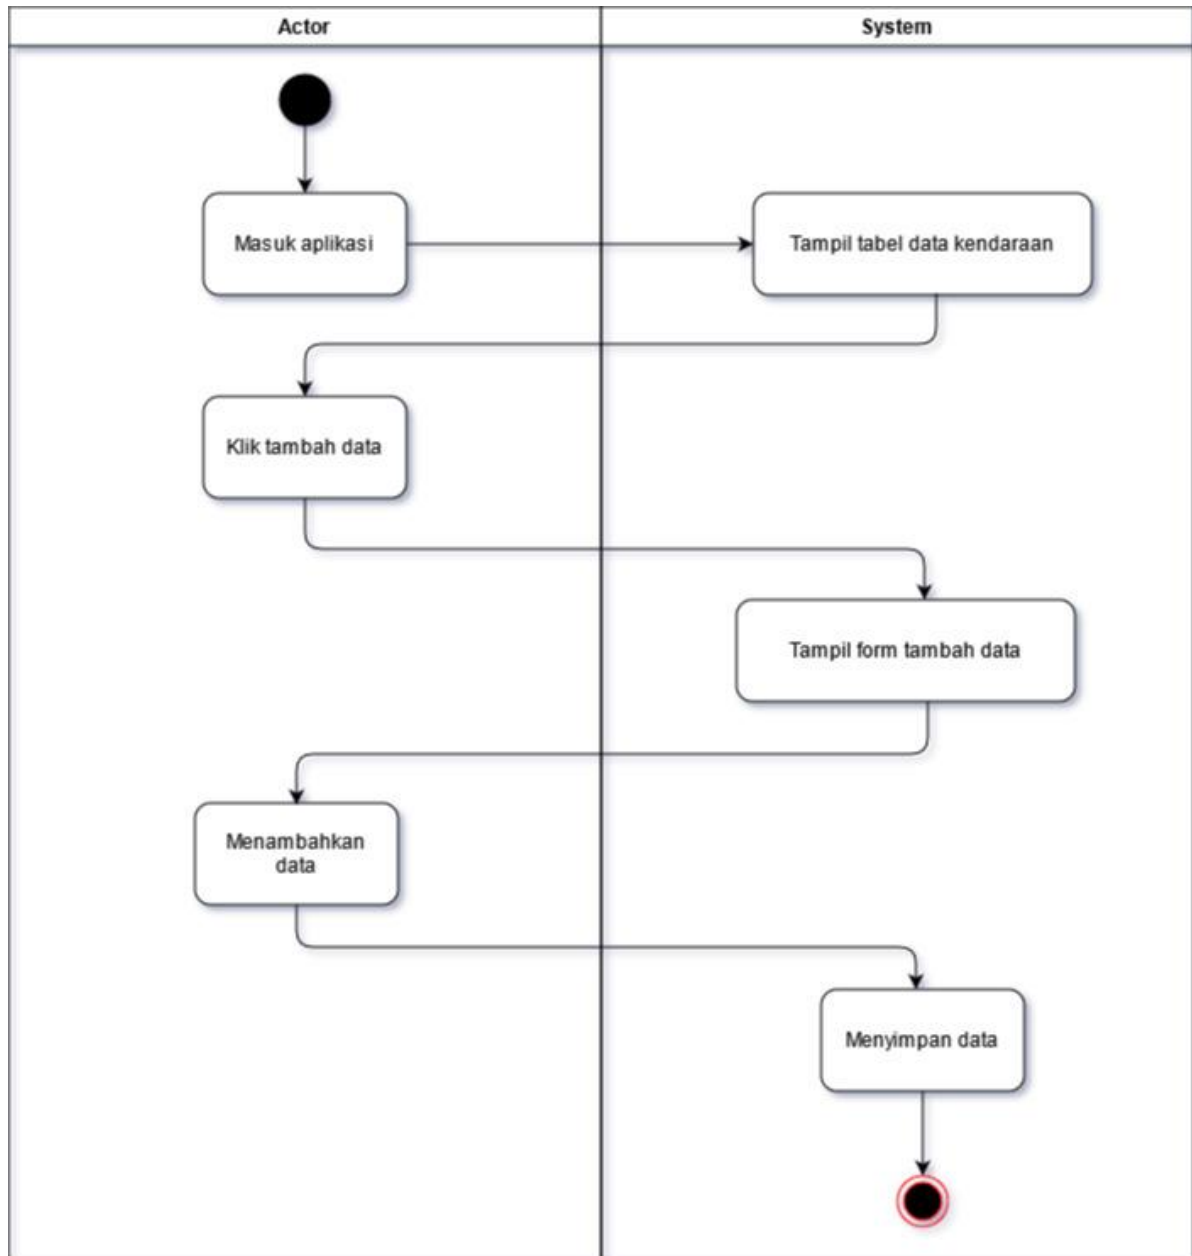 Actor
System
Masuk aplikasi
Tampil tabel data kendaraan
Klik tambah data
Tampil form tambah data
Menambahkan
data
Menyimpan data